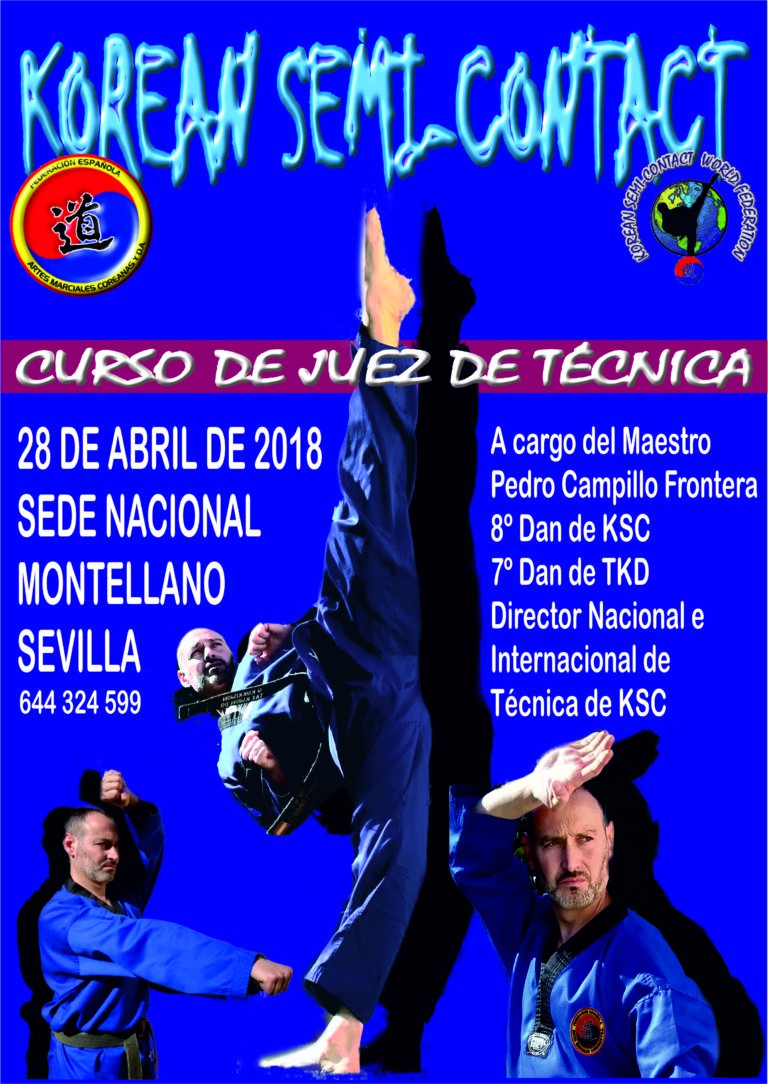 KOREAN SEMI-CONTACT
FEDERACION ESPAÑOLA
道
ARTES MARCIALES COREANAS Y D.A.
KOREAN SEMI-CONTACT WORLD FEDERATION
CURSO DE JUEZ DE TÉCNICA
28 DE ABRIL DE 2018
SEDE NACIONAL
MONTELLANO
SEVILLA
644 324 599
A cargo del Maestro
Pedro Campillo Frontera
8º Dan de KSC
7º Dan de TKD
Director Nacional e
Internacional de
Técnica de KSC